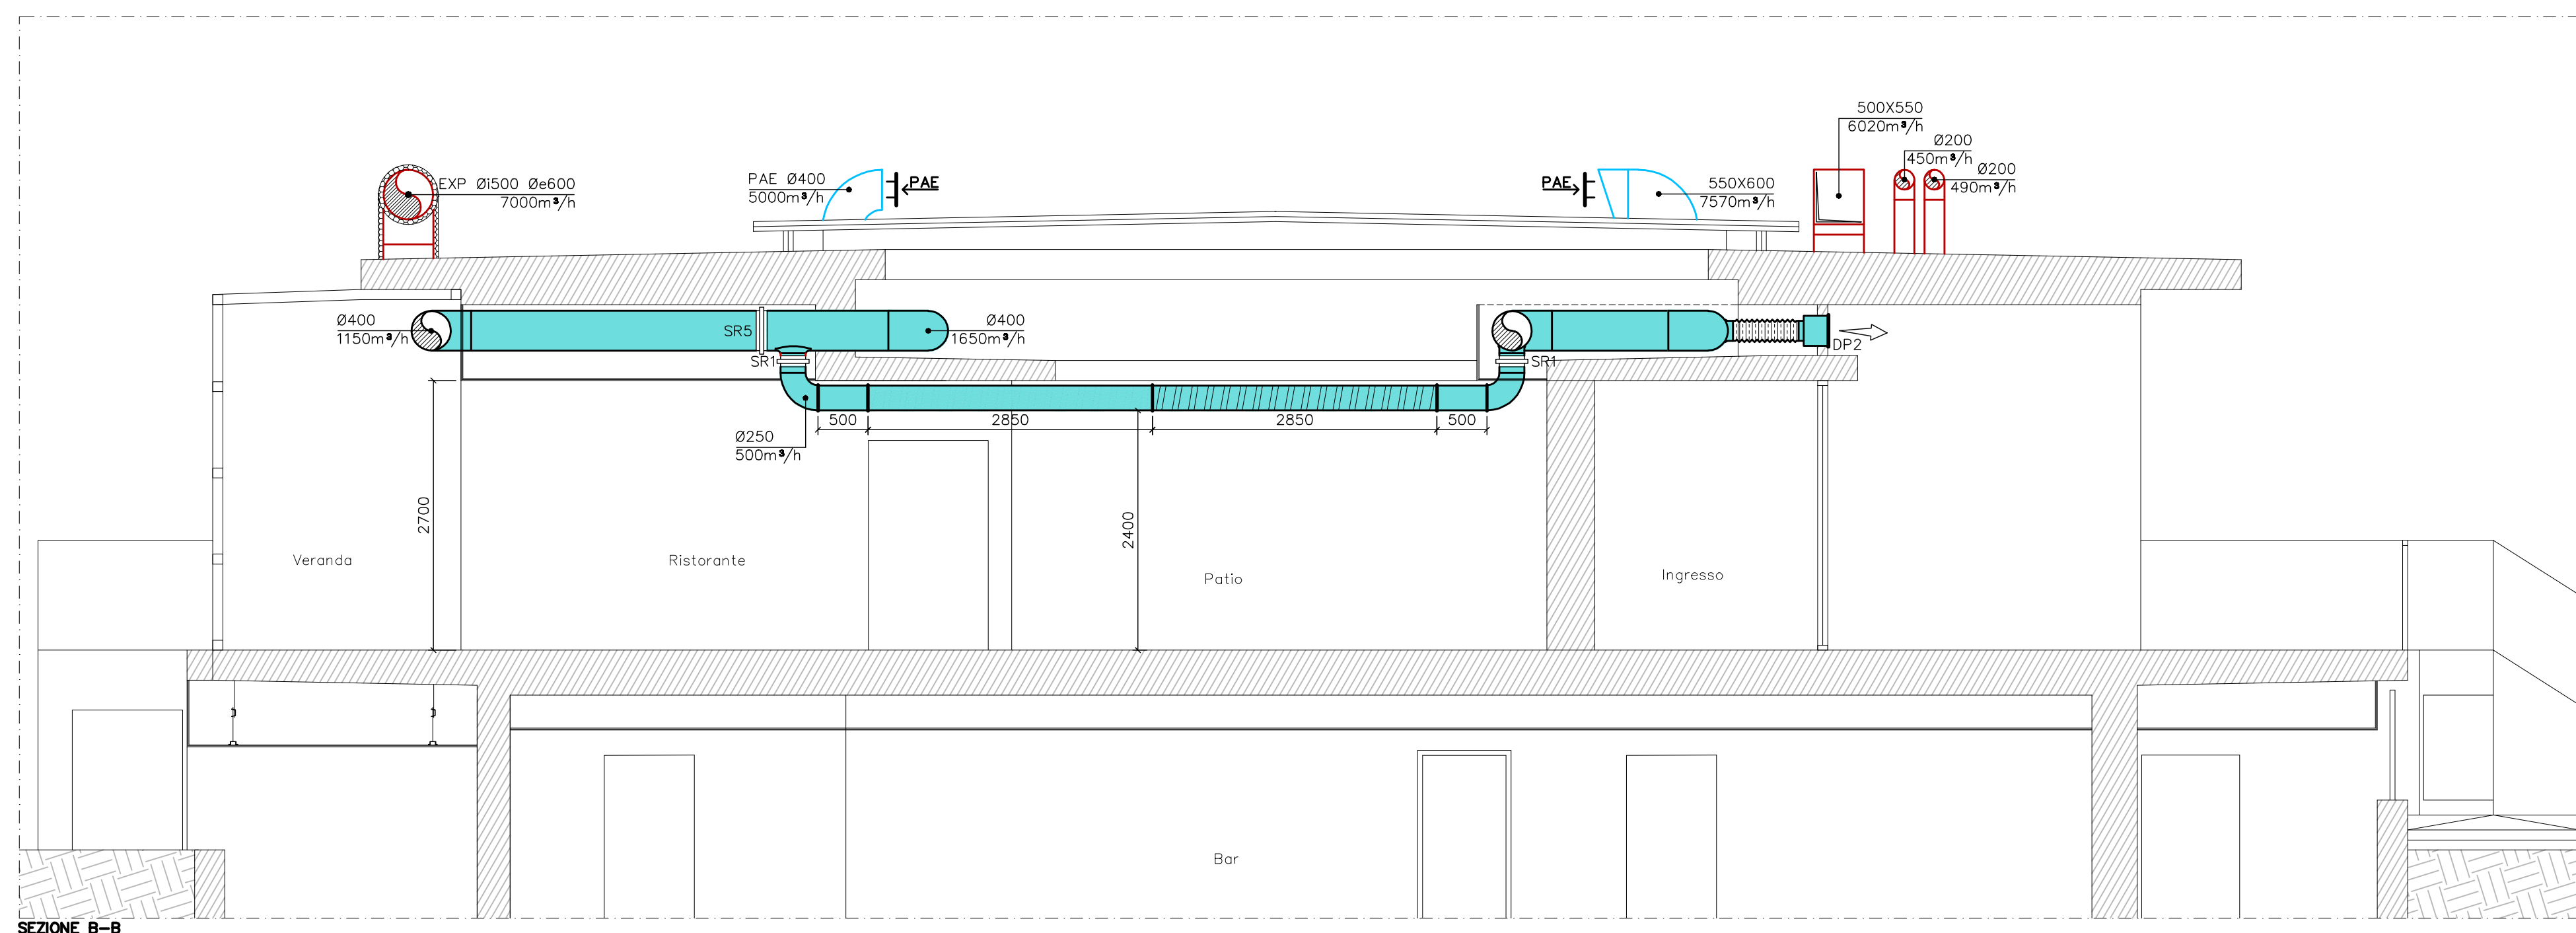 500X550
6020m³/h
Ø200
450m³/h
Ø200
490m³/h
EXP Øi500 Øe600
7000m³/h
PAE Ø400
5000m³/h
PAE
PAE
550X600
7570m³/h
Ø400
1150m³/h
SR5
Ø400
1650m³/h
SR1
SR1
DP2
500
2850
2850
500
Ø250
500m³/h
2700
2400
Veranda
Ristorante
Patio
Ingresso
Bar
SEZIONE B-B